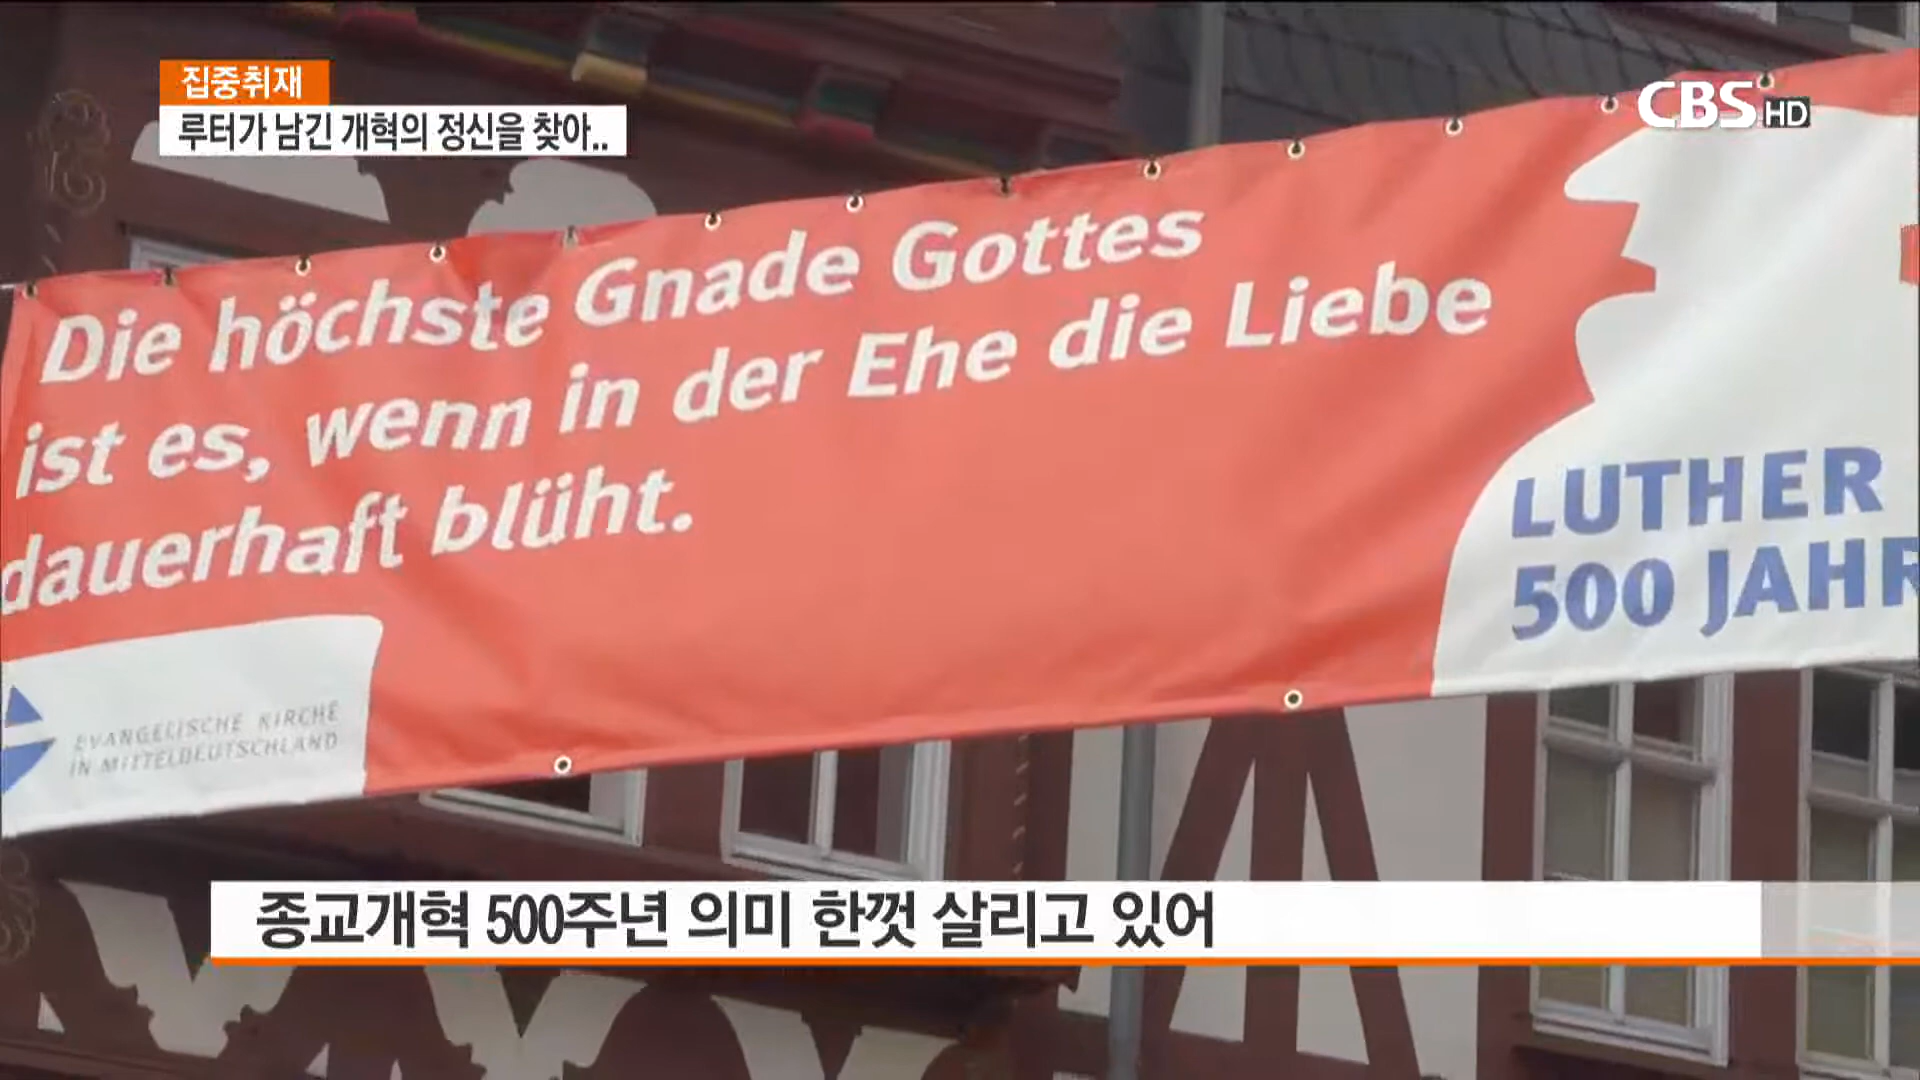 집중취재
루터가 남긴 개혁의 정신을 찾아..
CBS HD
Die höchste Gnade Gottes
ist es, wenn in der Ehe die Liebe
dauerhaft blüht.
LUTHER
500 JAHR
EVANGELISCHE KIRCHE
IN MITTELDEUTSCHLAND
종교개혁 500주년 의미 한껏 살리고 있어